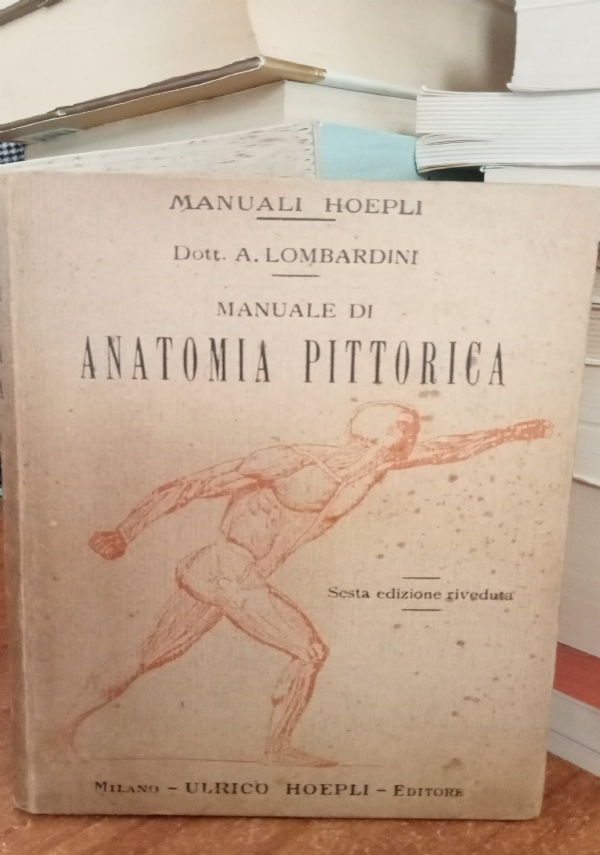 MANUALI HOEPLI
Dott. A. LOMBARDINI
MANUALE DI
ANATOMIA PITTORICA
Sesta edizione riveduta
MILANO – ULRICO HOEPLI – EDITORE